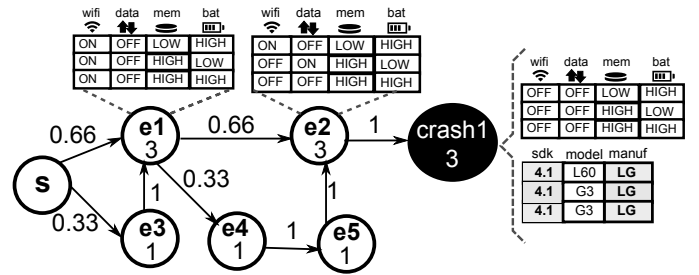 wifi data mem bat
ON OFF LOW HIGH
ON OFF HIGH LOW
ON OFF HIGH HIGH
wifi data mem bat
ON OFF LOW HIGH
OFF ON HIGH LOW
OFF OFF HIGH HIGH
wifi data mem bat
OFF OFF LOW HIGH
OFF OFF HIGH LOW
OFF OFF HIGH HIGH
sdk model manuf
4.1 L60 LG
4.1 G3 LG
4.1 G3 LG
s
0.66
0.33
e1
3
0.66
0.33
e3
1
1
e4
1
1
e5
1
1
e2
3
1
crash1
3